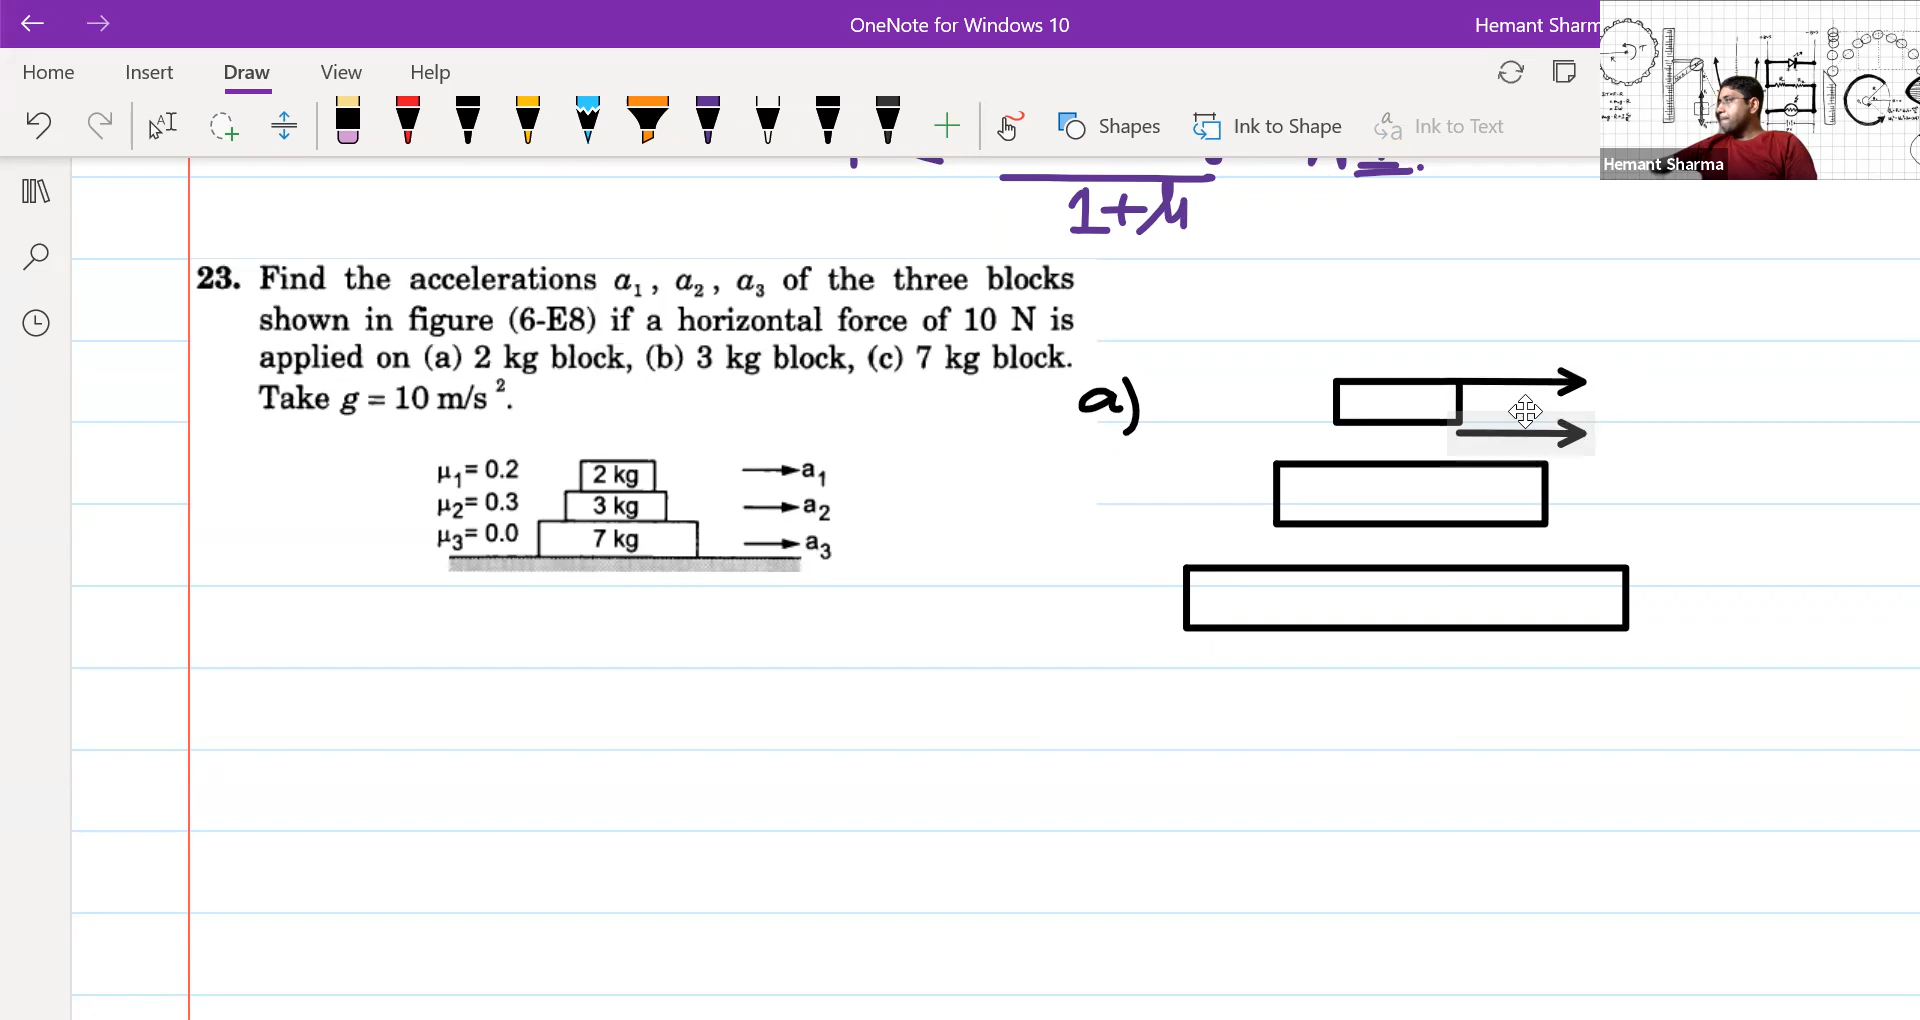 OneNote for Windows 10
Hemant Sharm
Home Insert Draw View Help
Shapes Ink to Shape Ink to Text
Hemant Sharma
1+μ
23. Find the accelerations a₁, a₂, a₃ of the three blocks
shown in figure (6-E8) if a horizontal force of 10 N is
applied on (a) 2 kg block, (b) 3 kg block, (c) 7 kg block.
Take g = 10 m/s².
a)
μ₁= 0.2 2 kg a₁
μ₂= 0.3 3 kg a₂
μ₃= 0.0 7 kg a₃